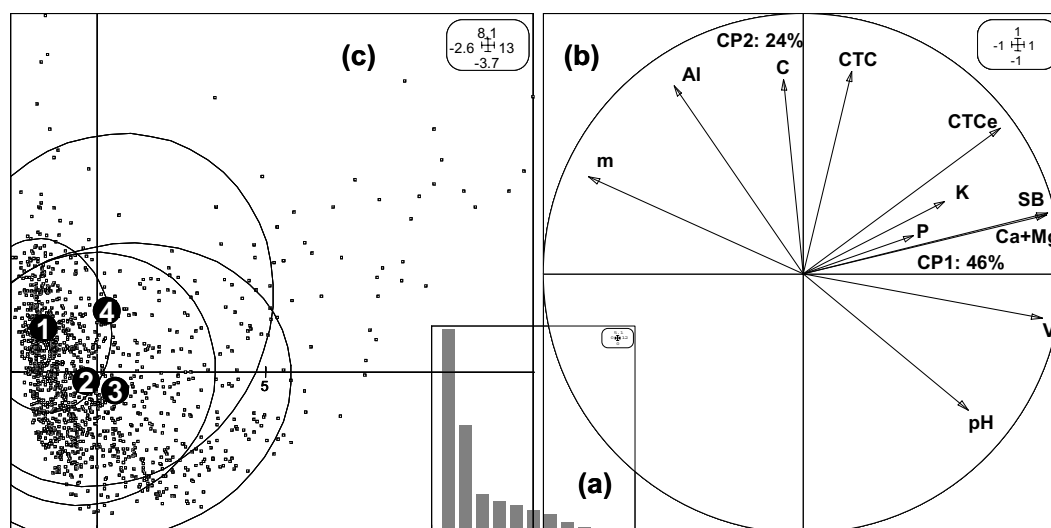 (c)
8.1
-2.6 13
-3.7
1
4
2
3
5
(a)
(b)
CP2: 24%
1
-1 1
-1
Al
C
CTC
CTCe
m
K
SB
P
Ca+Mg
CP1: 46%
V
pH